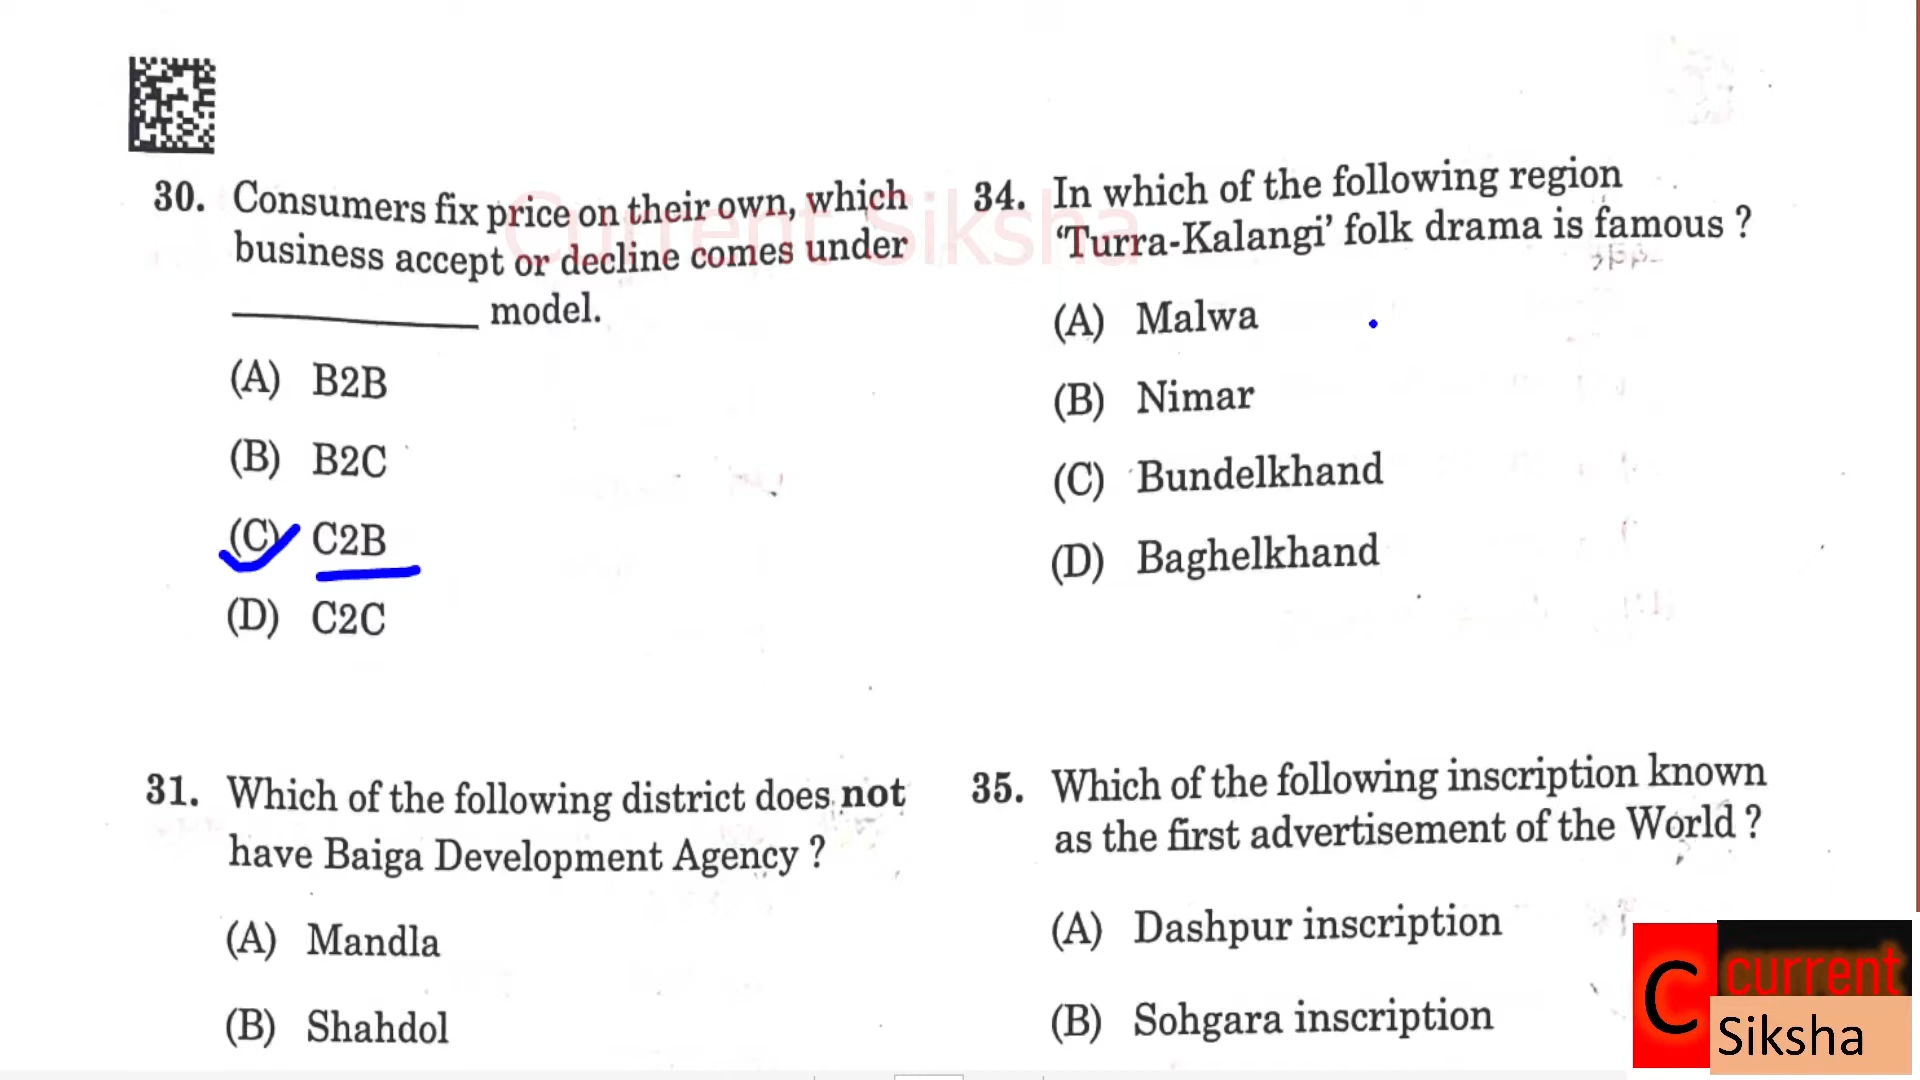 30. Consumers fix price on their own, which
business accept or decline comes under
model.
(A) B2B
(B) B2C
(C) C2B
(D) C2C
31. Which of the following district does not
have Baiga Development Agency ?
(A) Mandla
(B) Shahdol
34. In which of the following region
‘Turra-Kalangi’ folk drama is famous ?
(A) Malwa
(B) Nimar
(C) Bundelkhand
(D) Baghelkhand
35. Which of the following inscription known
as the first advertisement of the World ?
(A) Dashpur inscription
(B) Sohgara inscription
Current Siksha
C current
Siksha